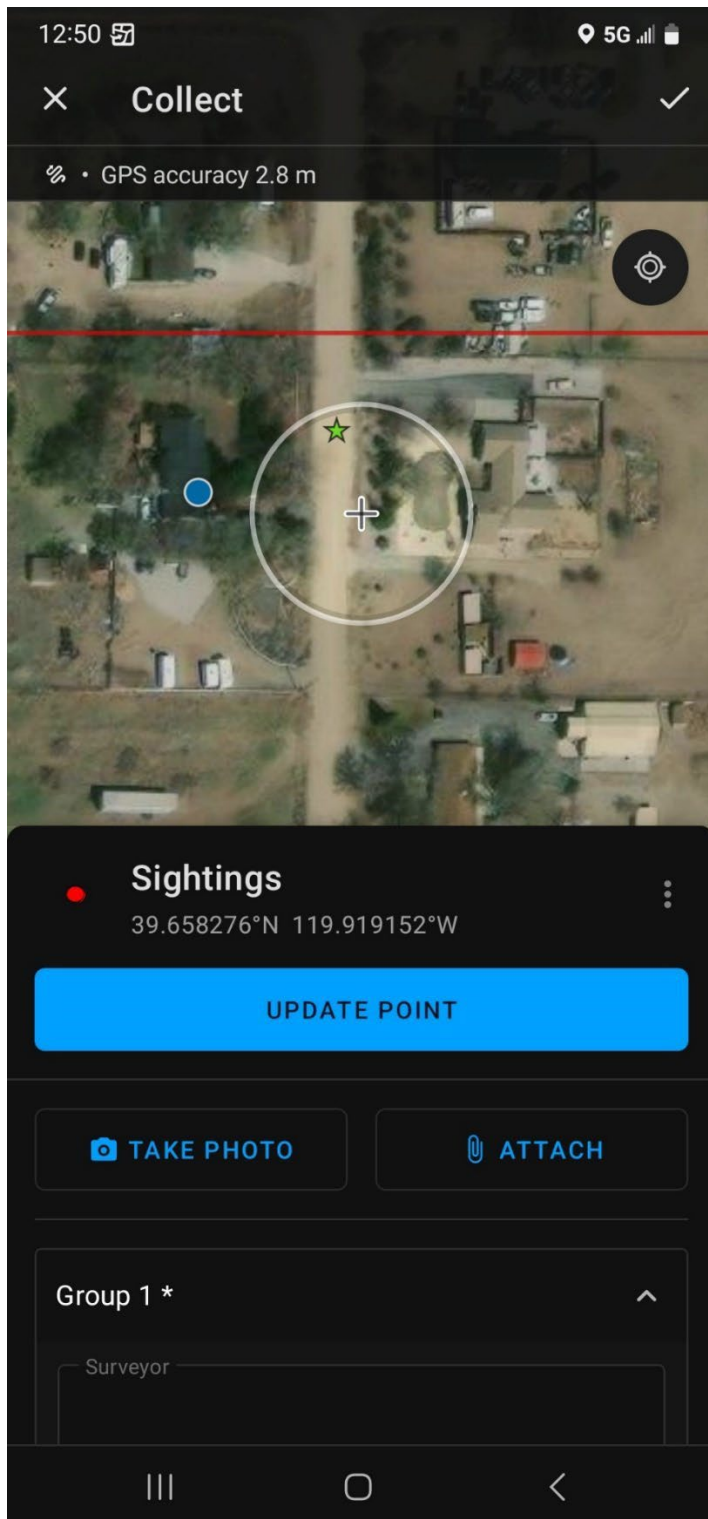 12:50
5G
Collect
• GPS accuracy 2.8 m
Sightings
39.658276°N 119.919152°W
UPDATE POINT
TAKE PHOTO
ATTACH
Group 1 *
Surveyor